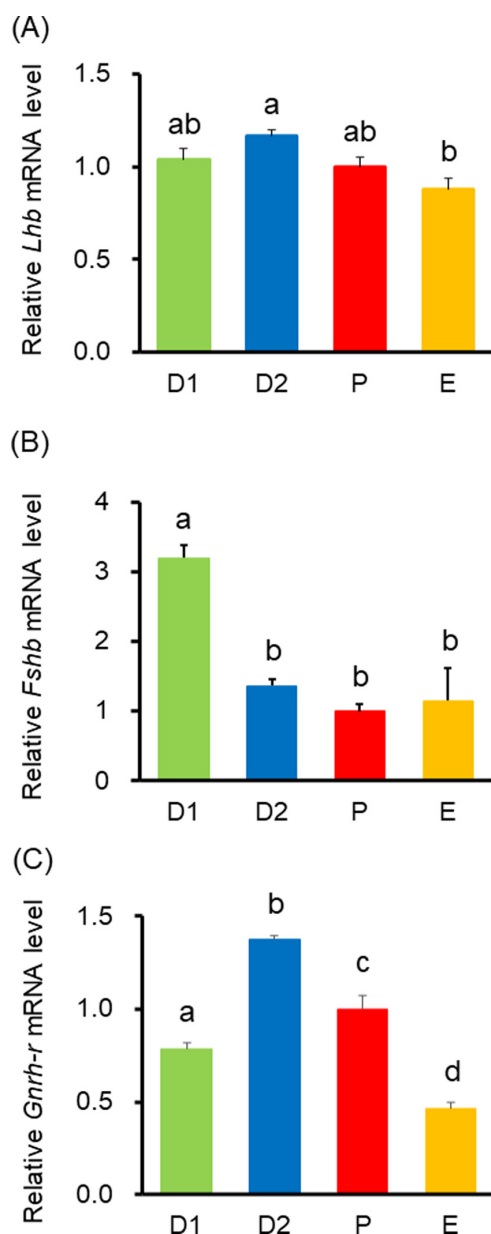 (A)
Relative Lhb mRNA level
1.5
1.0
0.5
0.0
ab
a
ab
b
D1 D2 P E
(B)
Relative Fshb mRNA level
4
3
2
1
0
a
b
b
b
D1 D2 P E
(C)
Relative Gnrh-r mRNA level
1.5
1.0
0.5
0.0
a
b
c
d
D1 D2 P E